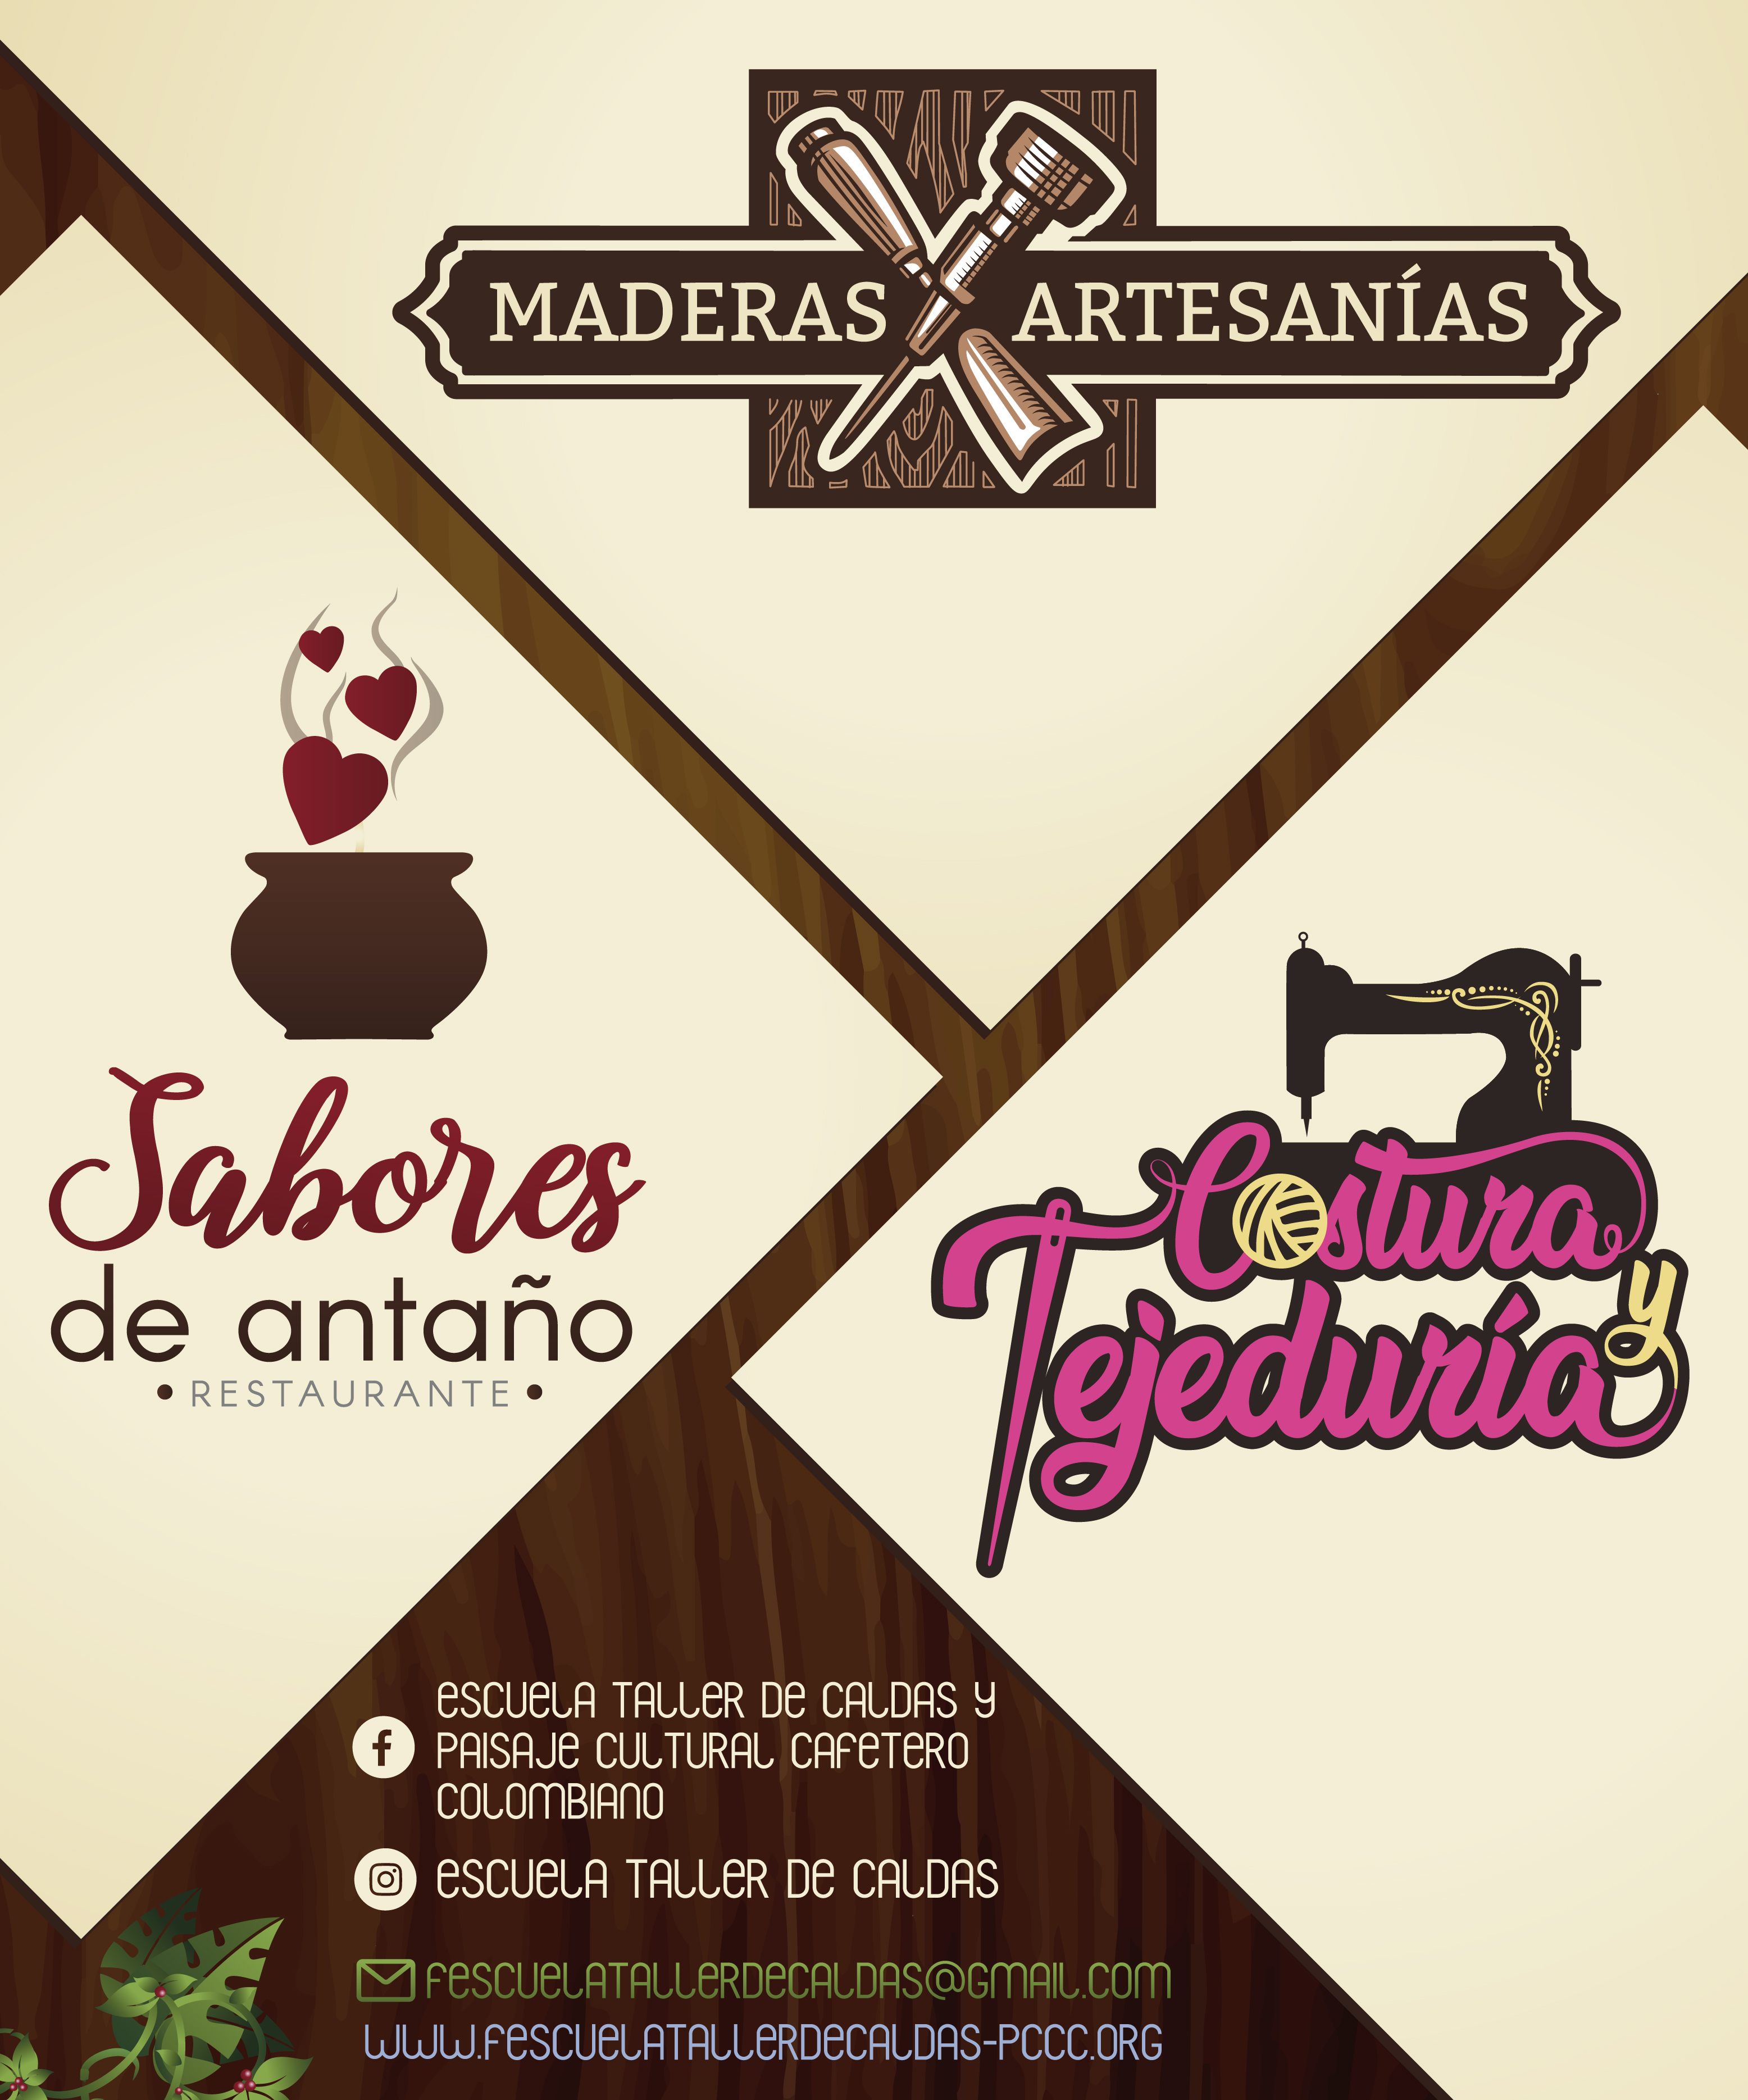 MADERAS ARTESANÍAS
Sabores
de antaño
• RESTAURANTE •
Costura
y
Tejeduría
ESCUELA TALLER DE CALDAS Y
PAISAJE CULTURAL CAFETERO
COLOMBIANO
ESCUELA TALLER DE CALDAS
FESCUELATALLERDECALDAS@GMAIL.COM
WWW.FESCUELATALLERDECALDAS-PCCC.ORG